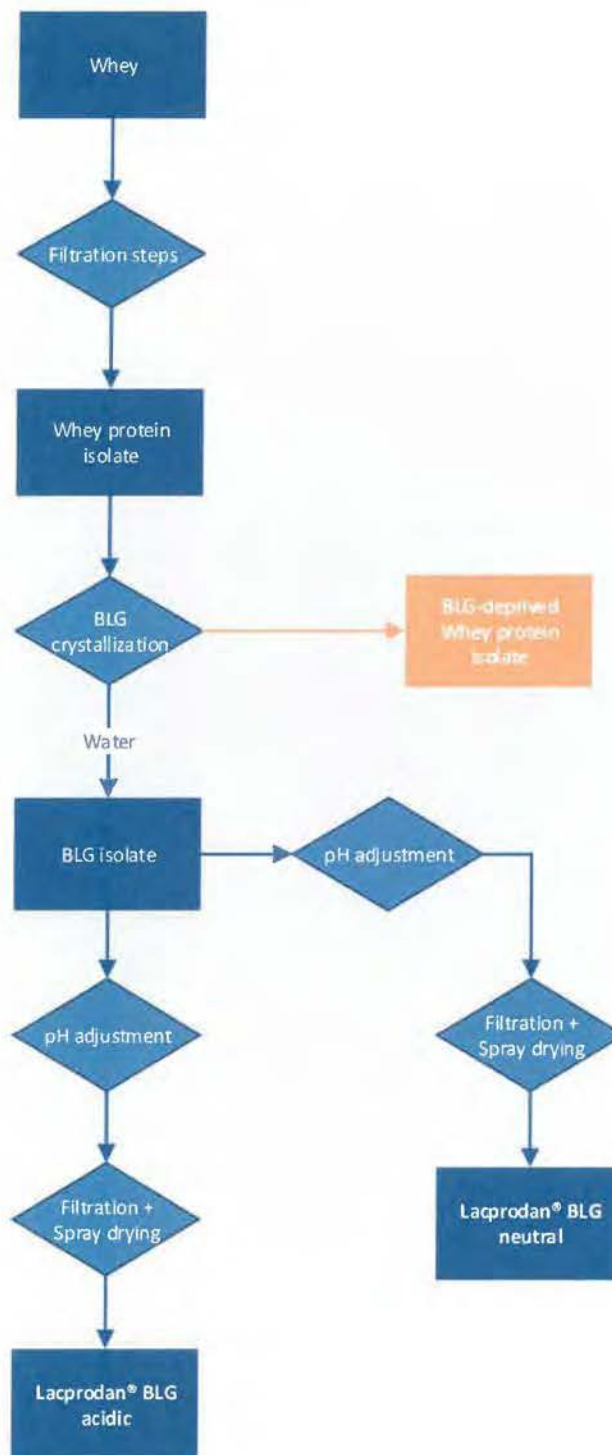 Whey
Filtration steps
Whey protein
isolate
BLG
crystallization
BLG-deprived
Whey protein
isolate
Water
BLG isolate
pH adjustment
pH adjustment
Filtration +
Spray drying
Filtration +
Spray drying
Lacprodan® BLG
neutral
Lacprodan® BLG
acidic